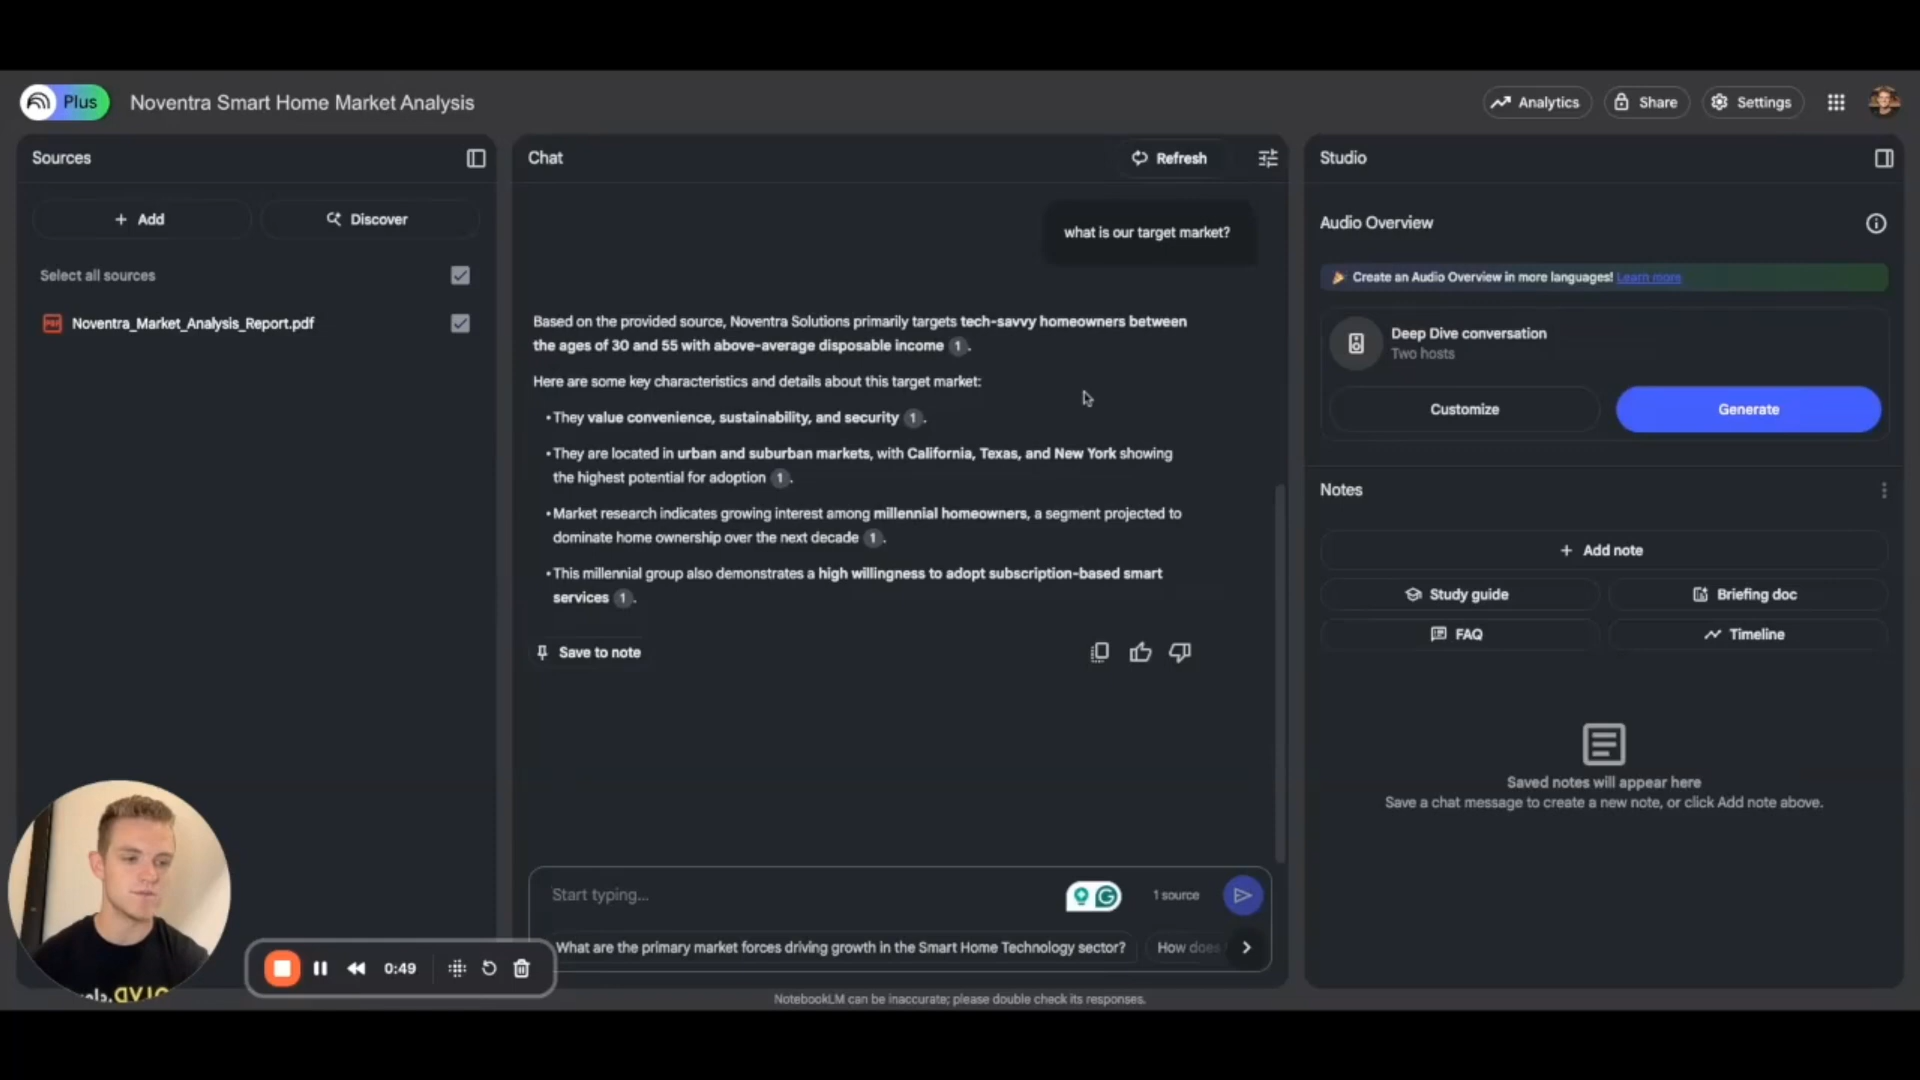 Plus Noventra Smart Home Market Analysis
Analytics Share Settings
Sources
Add Discover
Select all sources
Noventra_Market_Analysis_Report.pdf
Chat Refresh
what is our target market?
Based on the provided source, Noventra Solutions primarily targets tech-savvy homeowners between
the ages of 30 and 55 with above-average disposable income 1.
Here are some key characteristics and details about this target market:
• They value convenience, sustainability, and security 1.
• They are located in urban and suburban markets, with California, Texas, and New York showing
the highest potential for adoption 1.
• Market research indicates growing interest among millennial homeowners, a segment projected to
dominate home ownership over the next decade 1.
• This millennial group also demonstrates a high willingness to adopt subscription-based smart
services 1.
Save to note
Start typing...
1 source
What are the primary market forces driving growth in the Smart Home Technology sector? How does
NotebookLM can be inaccurate; please double check its responses.
Studio
Audio Overview
Create an Audio Overview in more languages! Learn more
Deep Dive conversation
Two hosts
Customize Generate
Notes
+ Add note
Study guide Briefing doc
FAQ Timeline
Saved notes will appear here
Save a chat message to create a new note, or click Add note above.
0:49